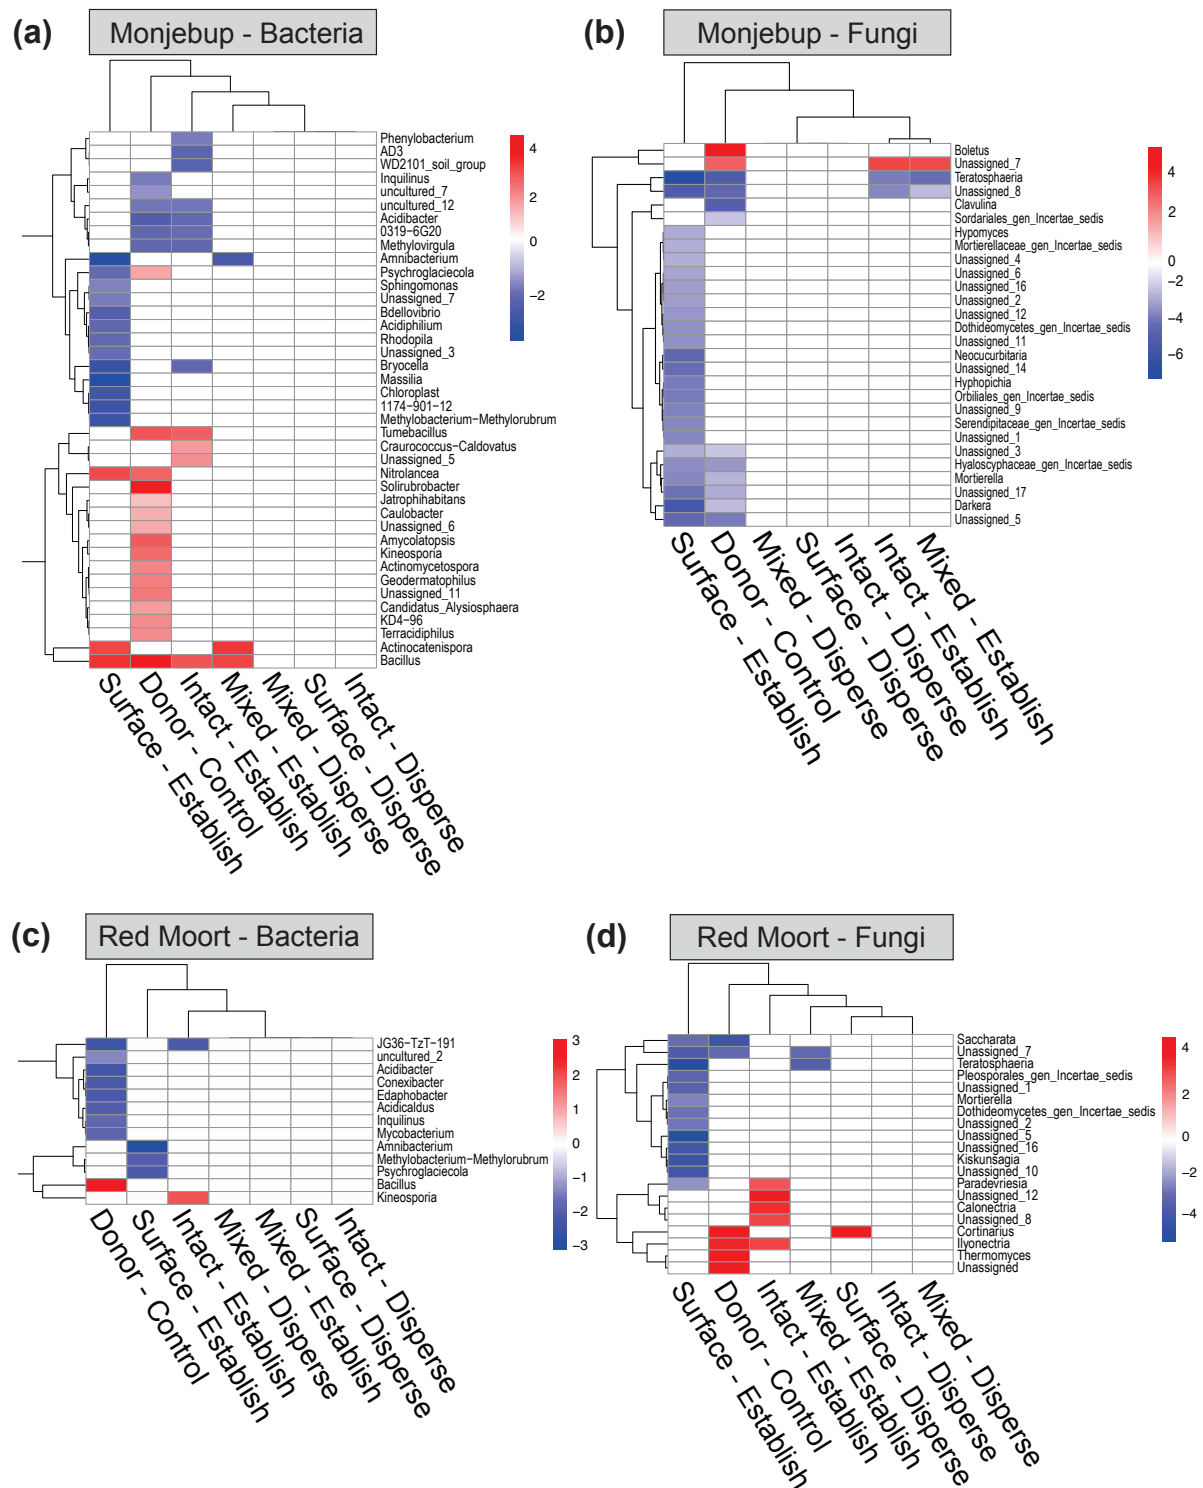 (a)
Monjebup - Bacteria
Phenylobacterium
AD3
WD2101_soil_group
Inquilinus
uncultured_7
uncultured_12
Acidibacter
0319-6G20
Methylovirgula
Amnibacterium
Psychroglaciecola
Sphingomonas
Unassigned_7
Bdellovibrio
Acidiphilium
Rhodopila
Unassigned_3
Bryocella
Massilia
Chloroplast
1174-901-12
Methylobacterium-Methylorubrum
Tumebacillus
Craurococcus-Caldovatus
Unassigned_5
Nitrolancea
Solirubrobacter
Jatrophihabitans
Caulobacter
Unassigned_6
Amycolatopsis
Kineosporia
Actinomycetospora
Geodermatophilus
Unassigned_11
Candidatus_Alysiosphaera
KD4-96
Terracidiphilus
Actinocatenispora
Bacillus
4
2
0
-2
Surface - Establish
Donor - Control
Intact - Establish
Mixed - Establish
Mixed - Disperse
Surface - Disperse
Intact - Disperse
(b)
Monjebup - Fungi
Boletus
Unassigned_7
Teratosphaeria
Unassigned_8
Clavulina
Sordariales_gen_Incertae_sedis
Hypomyces
Mortierellaceae_gen_Incertae_sedis
Unassigned_4
Unassigned_6
Unassigned_16
Unassigned_2
Unassigned_12
Dothideomycetes_gen_Incertae_sedis
Unassigned_11
Neocucurbitaria
Unassigned_14
Hyphopichia
Orbiliales_gen_Incertae_sedis
Unassigned_9
Serendipitaceae_gen_Incertae_sedis
Unassigned_1
Unassigned_3
Hyaloscyphaceae_gen_Incertae_sedis
Mortierella
Unassigned_17
Darkera
Unassigned_5
4
2
0
-2
-4
-6
Surface - Establish
Donor - Control
Mixed - Disperse
Surface - Disperse
Intact - Disperse
Intact - Establish
Mixed - Establish
(c)
Red Moort - Bacteria
JG36-TzT-191
uncultured_2
Acidibacter
Conexibacter
Edaphobacter
Acidicaldus
Inquilinus
Mycobacterium
Amnibacterium
Methylobacterium-Methylorubrum
Psychroglaciecola
Bacillus
Kineosporia
3
2
1
0
-1
-2
-3
Donor - Control
Surface - Establish
Intact - Establish
Mixed - Disperse
Mixed - Establish
Surface - Disperse
Intact - Disperse
(d)
Red Moort - Fungi
Saccharata
Unassigned_7
Teratosphaeria
Pleosporales_gen_Incertae_sedis
Unassigned_1
Mortierella
Dothideomycetes_gen_Incertae_sedis
Unassigned_2
Unassigned_5
Unassigned_16
Kiskunsagia
Unassigned_10
Paradevriesia
Unassigned_12
Calonectria
Unassigned_8
Cortinarius
Ilyonectria
Thermomyces
Unassigned
4
2
0
-2
-4
Surface - Establish
Donor - Control
Intact - Establish
Mixed - Establish
Surface - Disperse
Intact - Disperse
Mixed - Disperse